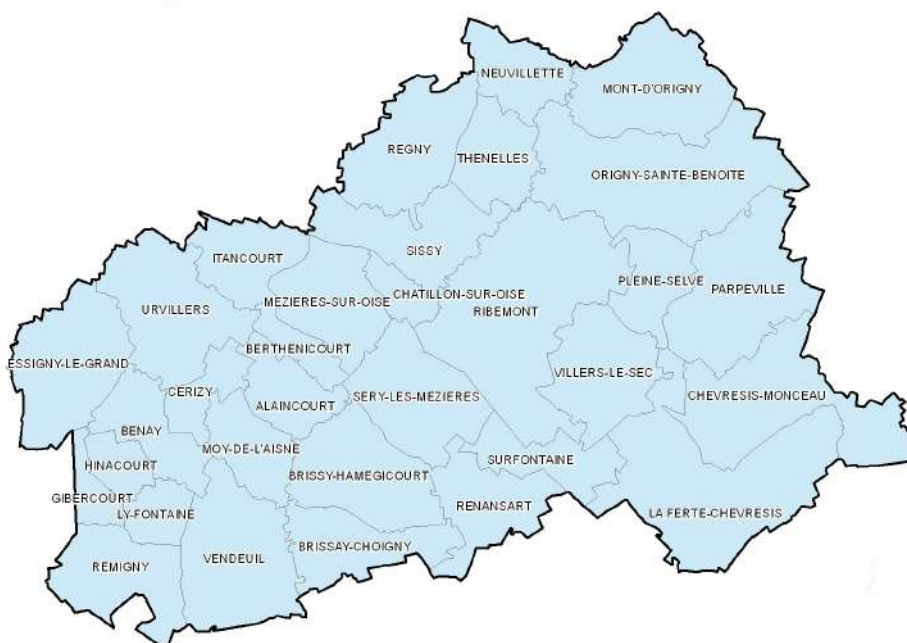 NEUVILLETTE
MONT-D'ORIGNY
REGNY
THENELLES
ORIGNY-SAINTE-BENOITE
SISSY
ITANCOURT
PLEINE-SELVE
PARPEVILLE
MEZIERES-SUR-OISE
CHATILLON-SUR-OISE
URVILLERS
RIBEMONT
BERTHENICOURT
ESSIGNY-LE-GRAND
VILLERS-LE-SEC
CERIZY
SERY-LES-MEZIERES
CHEVRESIS-MONCEAU
ALAINCOURT
BENAY
MOY-DE-L'AISNE
SURFONTAINE
HINACOURT
BRISSY-HAMEGICOURT
GIBERCOURT
RENANSART
LY-FONTAINE
LA FERTE-CHEVRESIS
BRISSAY-CHOIGNY
VENDEUIL
REMIGNY